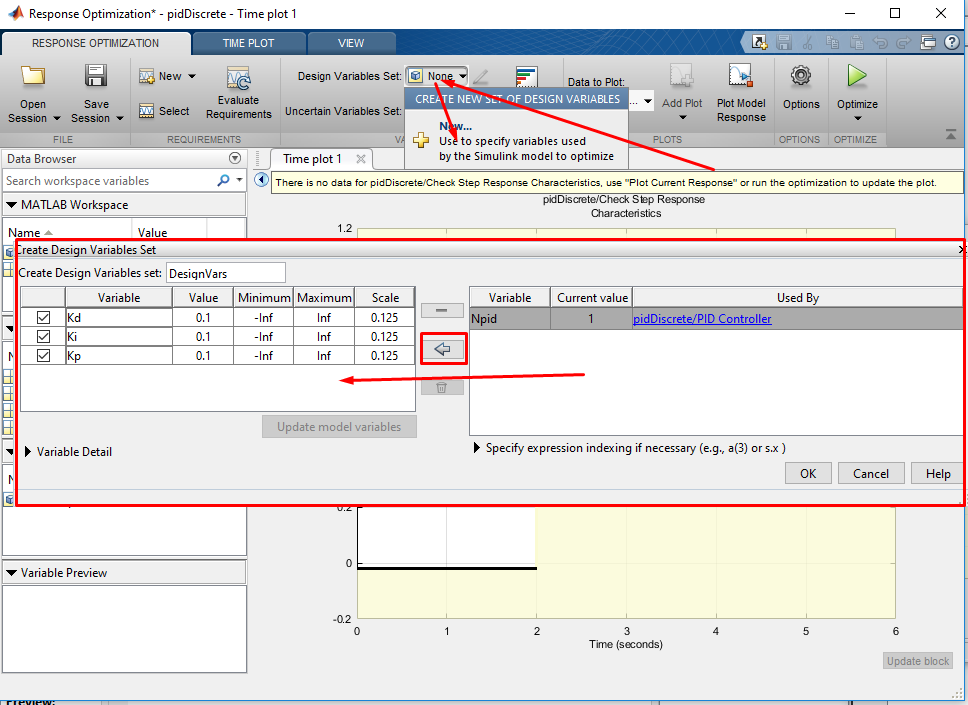 Response Optimization* - pidDiscrete - Time plot 1
RESPONSE OPTIMIZATION TIME PLOT VIEW
Open
Session
Save
Session
FILE
New
Select
Evaluate
Requirements
REQUIREMENTS
Design Variables Set: None
Uncertain Variables Set:
CREATE NEW SET OF DESIGN VARIABLES
New...
Use to specify variables used
by the Simulink model to optimize
Data to Plot:
...
Add Plot
Plot Model
Response
PLOTS
Options
OPTIONS
Optimize
OPTIMIZE
Data Browser
Search workspace variables
MATLAB Workspace
Name Value
Time plot 1
There is no data for pidDiscrete/Check Step Response Characteristics, use "Plot Current Response" or run the optimization to update the plot.
pidDiscrete/Check Step Response
Characteristics
1.2
Create Design Variables Set
Create Design Variables set: DesignVars
Variable Value Minimum Maximum Scale
Kd 0.1 -Inf Inf 0.125
Ki 0.1 -Inf Inf 0.125
Kp 0.1 -Inf Inf 0.125
Update model variables
Variable Detail
Variable Current value Used By
Npid 1 pidDiscrete/PID Controller
Specify expression indexing if necessary (e.g., a(3) or s.x )
OK Cancel Help
Variable Preview
0.2
0
-0.2
0 1 2 3 4 5 6
Time (seconds)
Update block
Preview: